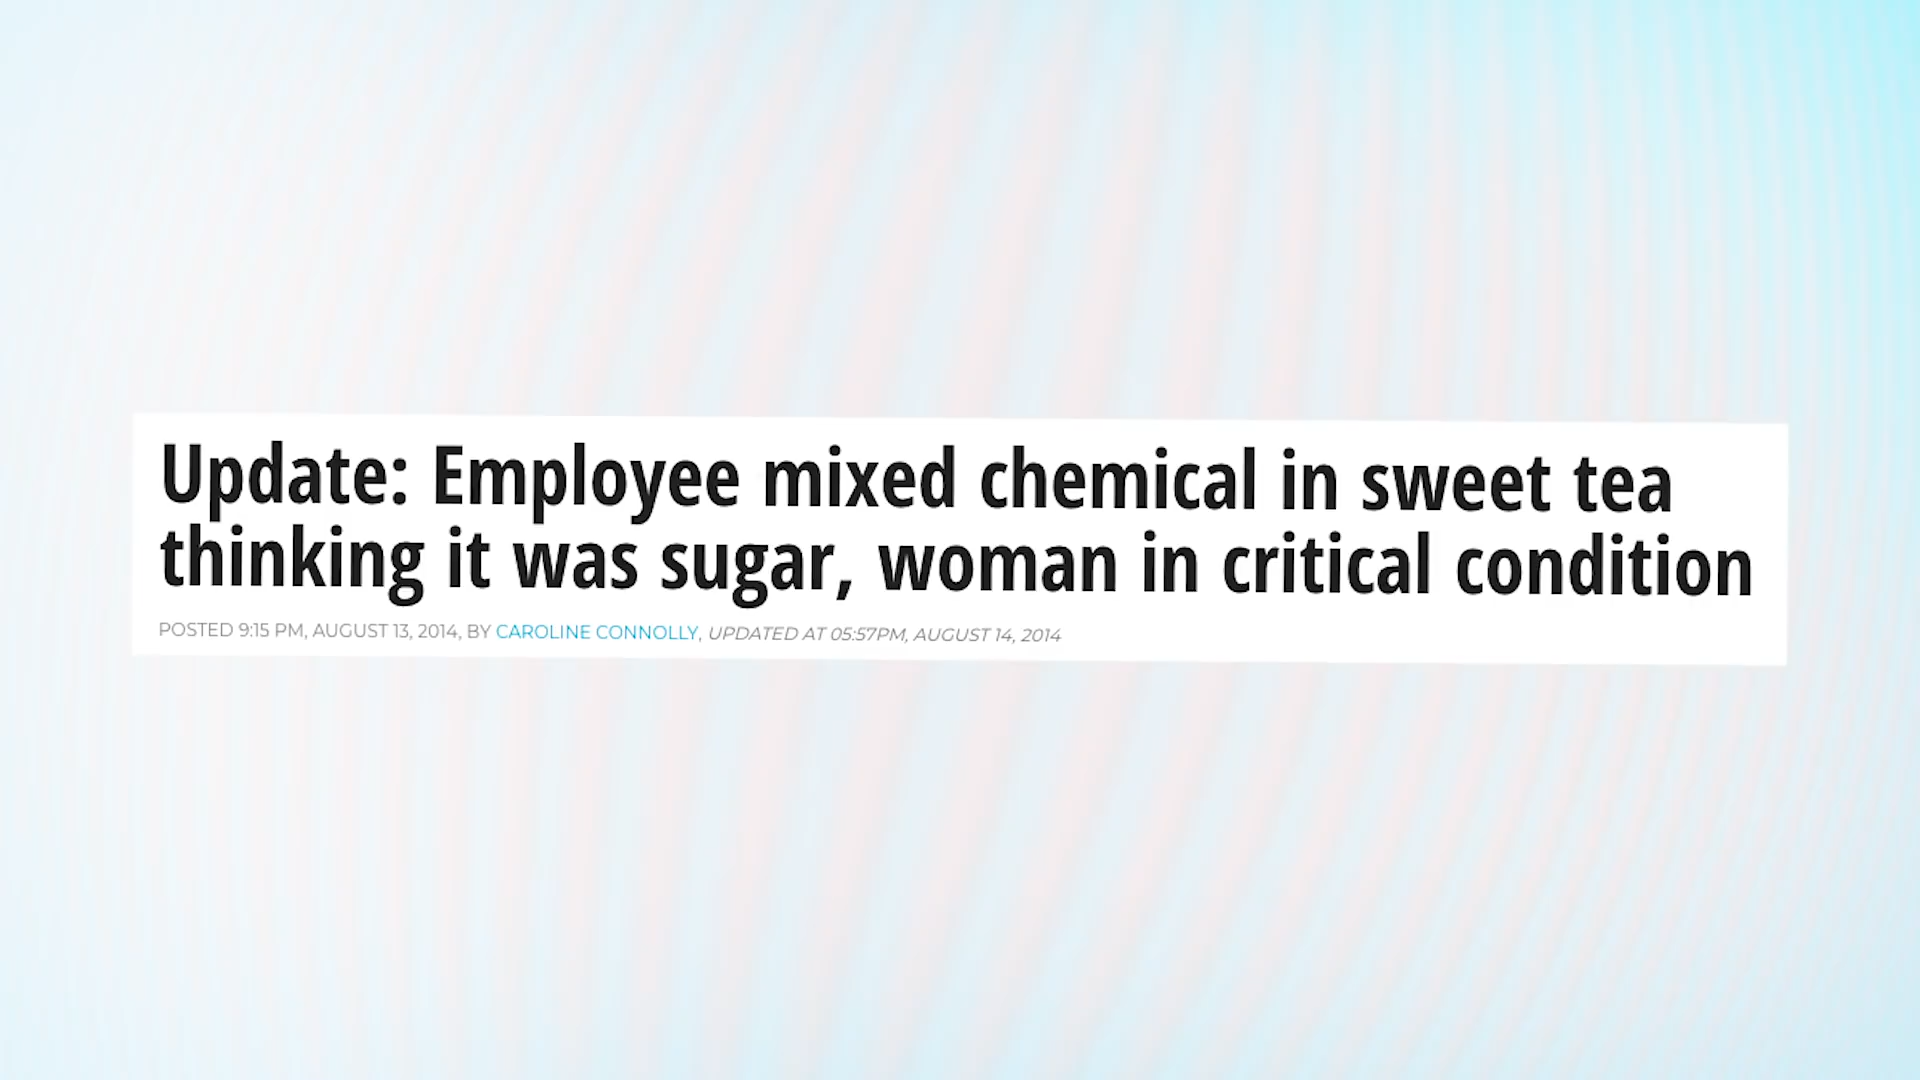 Update: Employee mixed chemical in sweet tea
thinking it was sugar, woman in critical condition
POSTED 9:15 PM, AUGUST 13, 2014, BY CAROLINE CONNOLLY, UPDATED AT 05:57PM, AUGUST 14, 2014